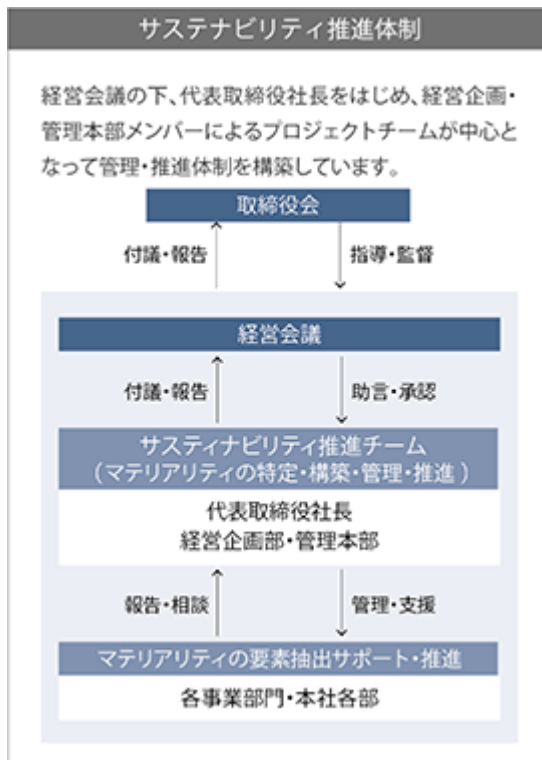 サステナビリティ推進体制
経営会議の下、代表取締役社長をはじめ、経営企画・
管理本部メンバーによるプロジェクトチームが中心と
なって管理・推進体制を構築しています。
取締役会
付議・報告
指導・監督
経営会議
付議・報告
助言・承認
サスティナビリティ推進チーム
（マテリアリティの特定・構築・管理・推進）
代表取締役社長
経営企画部・管理本部
報告・相談
管理・支援
マテリアリティの要素抽出サポート・推進
各事業部門・本社各部